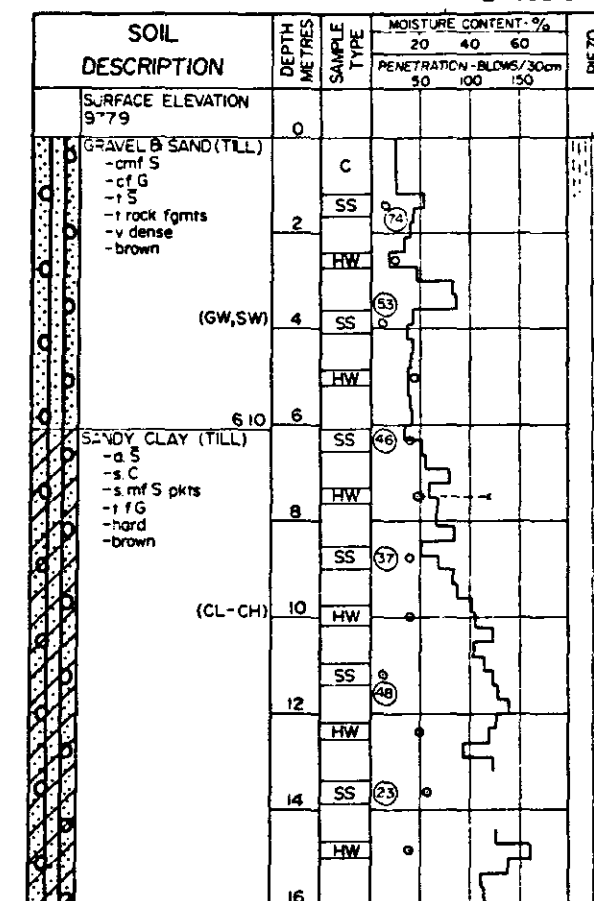 SOIL DESCRIPTION
DEPTH METRES
SAMPLE TYPE
MOISTURE CONTENT - %
20 40 60
PENETRATION - BLOWS/30cm
50 100 150
PIEZO
SURFACE ELEVATION
0
GRAVEL & SAND (TILL)
- cmf S
- cf G
- t S̄
- t rock fgmts
- v dense
- brown
C
SS
74
2
HW
53
(GW,SW) 4 SS
HW
6.10 6
SANDY CLAY (TILL)
- a. S̄
- s. C
- s. mf S pkts
- t f G
- hard
- brown
SS 46
HW
8
SS 37
(CL-CH) 10 HW
SS
48
12
HW
SS 23
14
HW
16